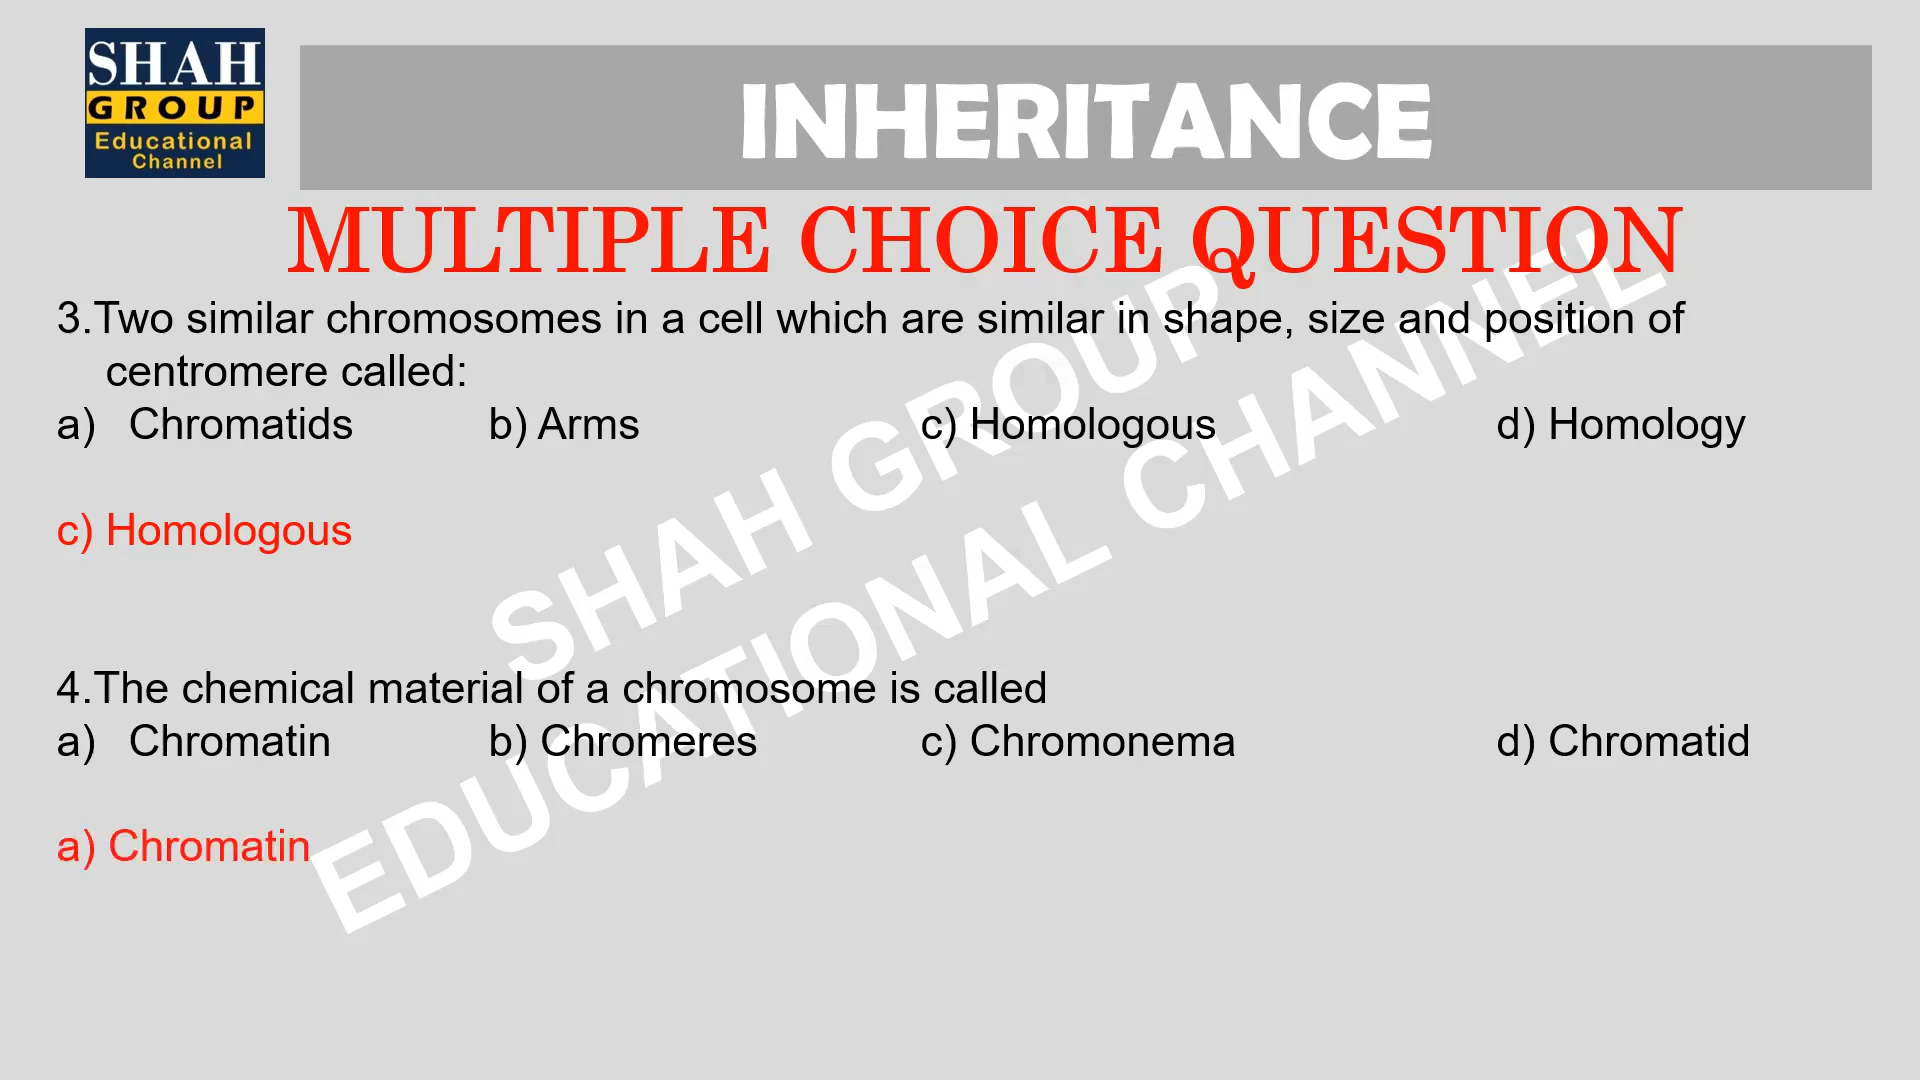 SHAH
GROUP
Educational
Channel
INHERITANCE
MULTIPLE CHOICE QUESTION
3.Two similar chromosomes in a cell which are similar in shape, size and position of
centromere called:
a) Chromatids b) Arms c) Homologous d) Homology
c) Homologous
4.The chemical material of a chromosome is called
a) Chromatin b) Chromeres c) Chromonema d) Chromatid
a) Chromatin
SHAH GROUP
EDUCATIONAL CHANNEL